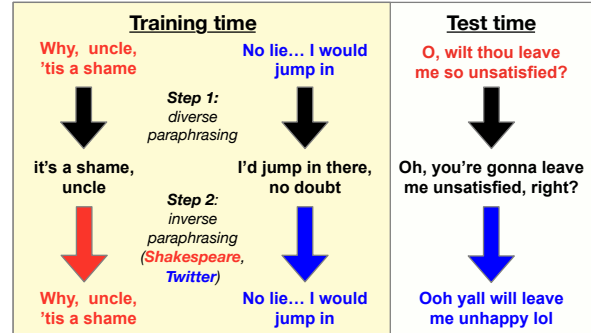 Training time
Why, uncle,
'tis a shame
No lie... I would
jump in
Step 1:
diverse
paraphrasing
it's a shame,
uncle
I'd jump in there,
no doubt
Step 2:
inverse
paraphrasing
(Shakespeare,
Twitter)
Why, uncle,
'tis a shame
No lie... I would
jump in
Test time
O, wilt thou leave
me so unsatisfied?
Oh, you're gonna leave
me unsatisfied, right?
Ooh yall will leave
me unhappy lol